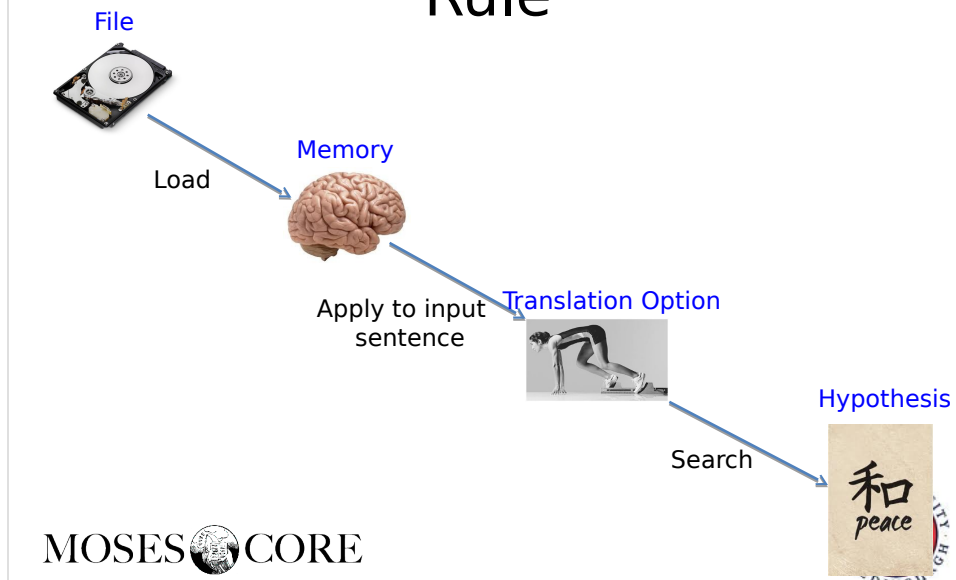 Rule
File
Memory
Load
Translation Option
Apply to input
sentence
Hypothesis
Search
和
peace
MOSES CORE